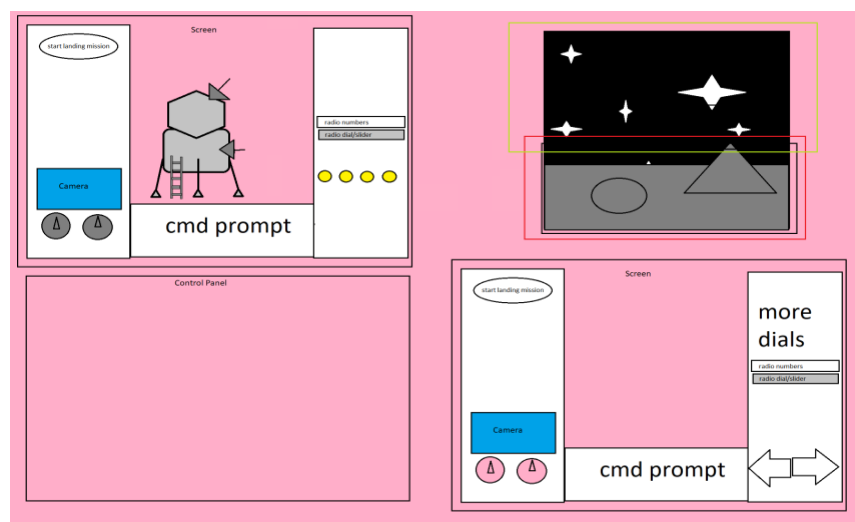 Screen
start landing mission
radio numbers
radio dial/slider
Camera
cmd prompt
Control Panel
Screen
start landing mission
more
dials
radio numbers
radio dial/slider
Camera
cmd prompt